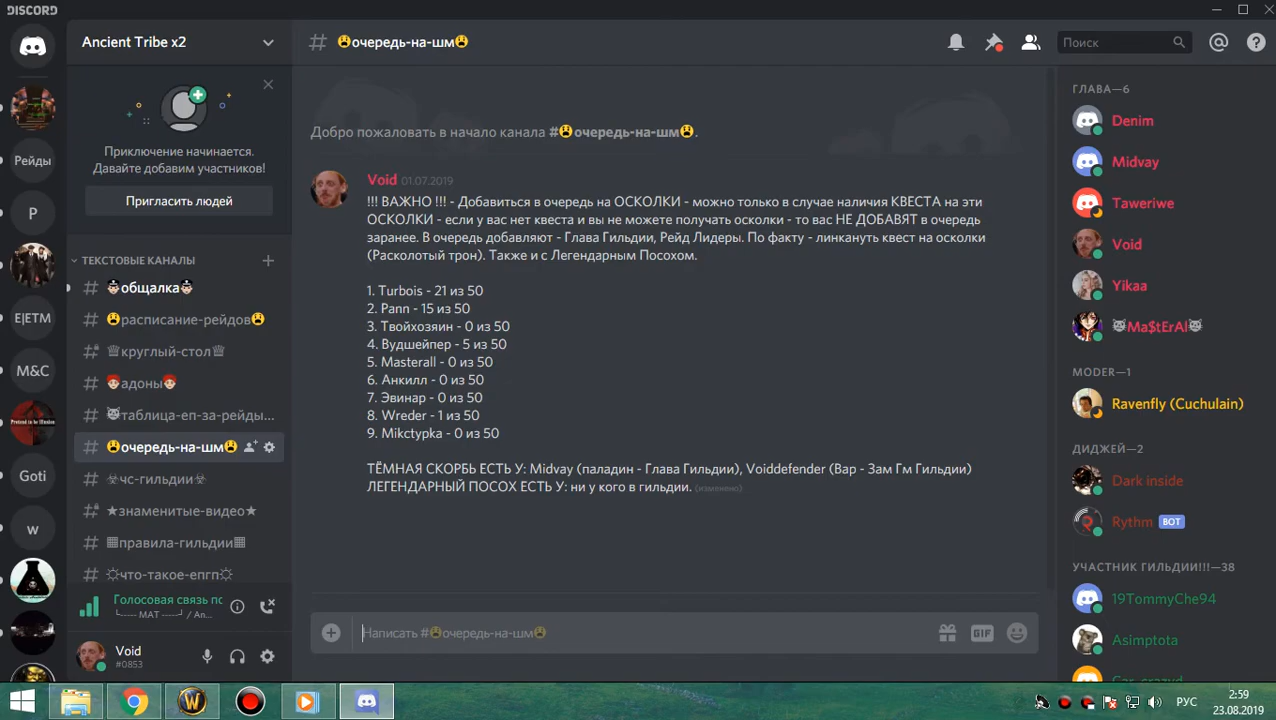 DISCORD
Ancient Tribe x2
Приключение начинается.
Давайте добавим участников!
Пригласить людей
ТЕКСТОВЫЕ КАНАЛЫ
# 👮общалка👮
# 😫расписание-рейдов😫
# ♕круглый-стол♕
# 👩‍🦰адоны👩‍🦰
# 😈таблица-еп-за-рейды...
# 😫очередь-на-шм😫
# ☠чс-гильдии☠
# ★знаменитые-видео★
# ▦правила-гильдии▦
# ☼что-такое-епгп☼
Голосовая связь пс
└----- МАТ -----┘/ An...
Void
#0853
Рейды
P
E|ETM
M&C
Pretend to be Illusion
Goti
w
# 😫очередь-на-шм😫
Поиск
Добро пожаловать в начало канала #😫очередь-на-шм😫.
Void 01.07.2019
!!! ВАЖНО !!! - Добавиться в очередь на ОСКОЛКИ - можно только в случае наличия КВЕСТА на эти
ОСКОЛКИ - если у вас нет квеста и вы не можете получать осколки - то вас НЕ ДОБАВЯТ в очередь
заранее. В очередь добавляют - Глава Гильдии, Рейд Лидеры. По факту - линкануть квест на осколки
(Расколотый трон). Также и с Легендарным Посохом.
1. Turbois - 21 из 50
2. Pann - 15 из 50
3. Твойхозяин - 0 из 50
4. Вудшейпер - 5 из 50
5. Masterall - 0 из 50
6. Анкилл - 0 из 50
7. Эвинар - 0 из 50
8. Wreder - 1 из 50
9. Mikctypka - 0 из 50
ТЁМНАЯ СКОРБЬ ЕСТЬ У: Midvay (паладин - Глава Гильдии), Voiddefender (Вар - Зам Гм Гильдии)
ЛЕГЕНДАРНЫЙ ПОСОХ ЕСТЬ У: ни у кого в гильдии. (изменено)
Написать #😫очередь-на-шм😫
GIF
ГЛАВА—6
Denim
Midvay
Taweriwe
Void
Yikaa
😈Ma$tErAl😈
MODER—1
Ravenfly (Cuchulain)
ДИДЖЕЙ—2
Dark inside
Rythm BOT
УЧАСТНИК ГИЛЬДИИ!!!—38
19TommyChe94
Asimptota
РУС
2:59
23.08.2019